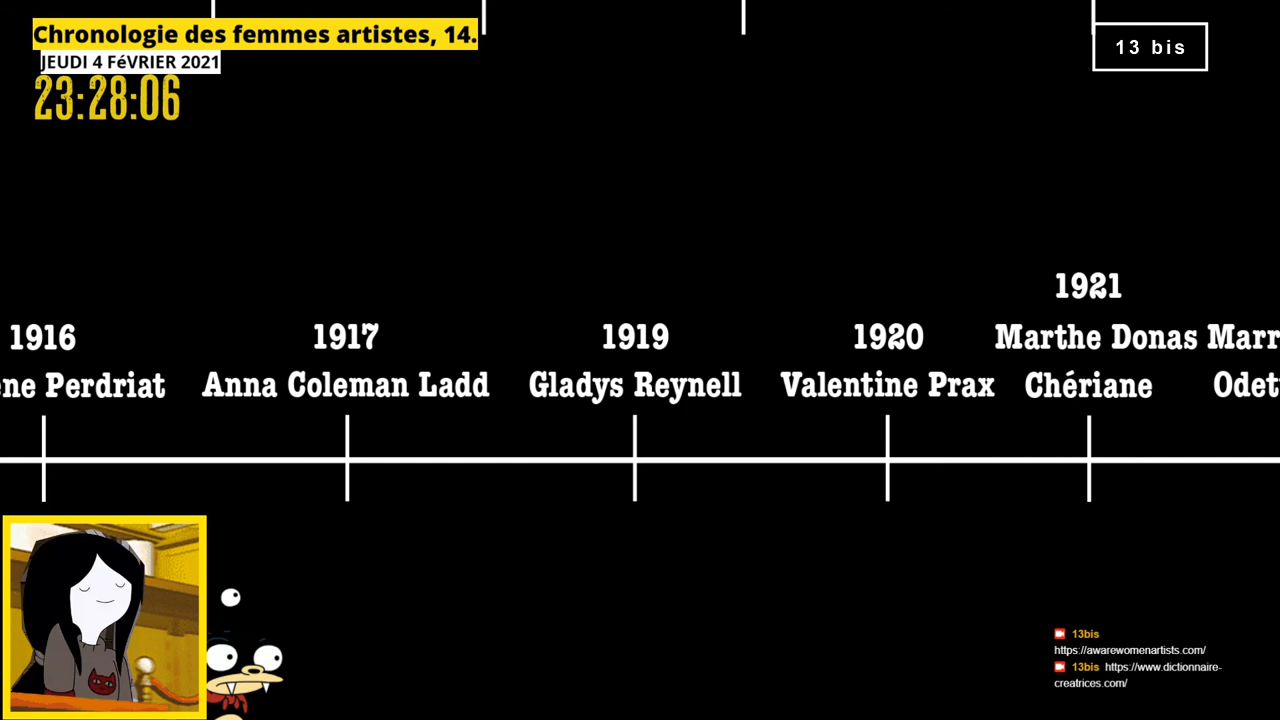 Chronologie des femmes artistes, 14.
JEUDI 4 FéVRIER 2021
23:28:06
13 bis
1921
1916 1917 1919 1920 Marthe Donas
Perdriat Anna Coleman Ladd Gladys Reynell Valentine Prax Chériane
13bis
https://awarewomenartists.com/
13bis https://www.dictionnaire-
creatrices.com/